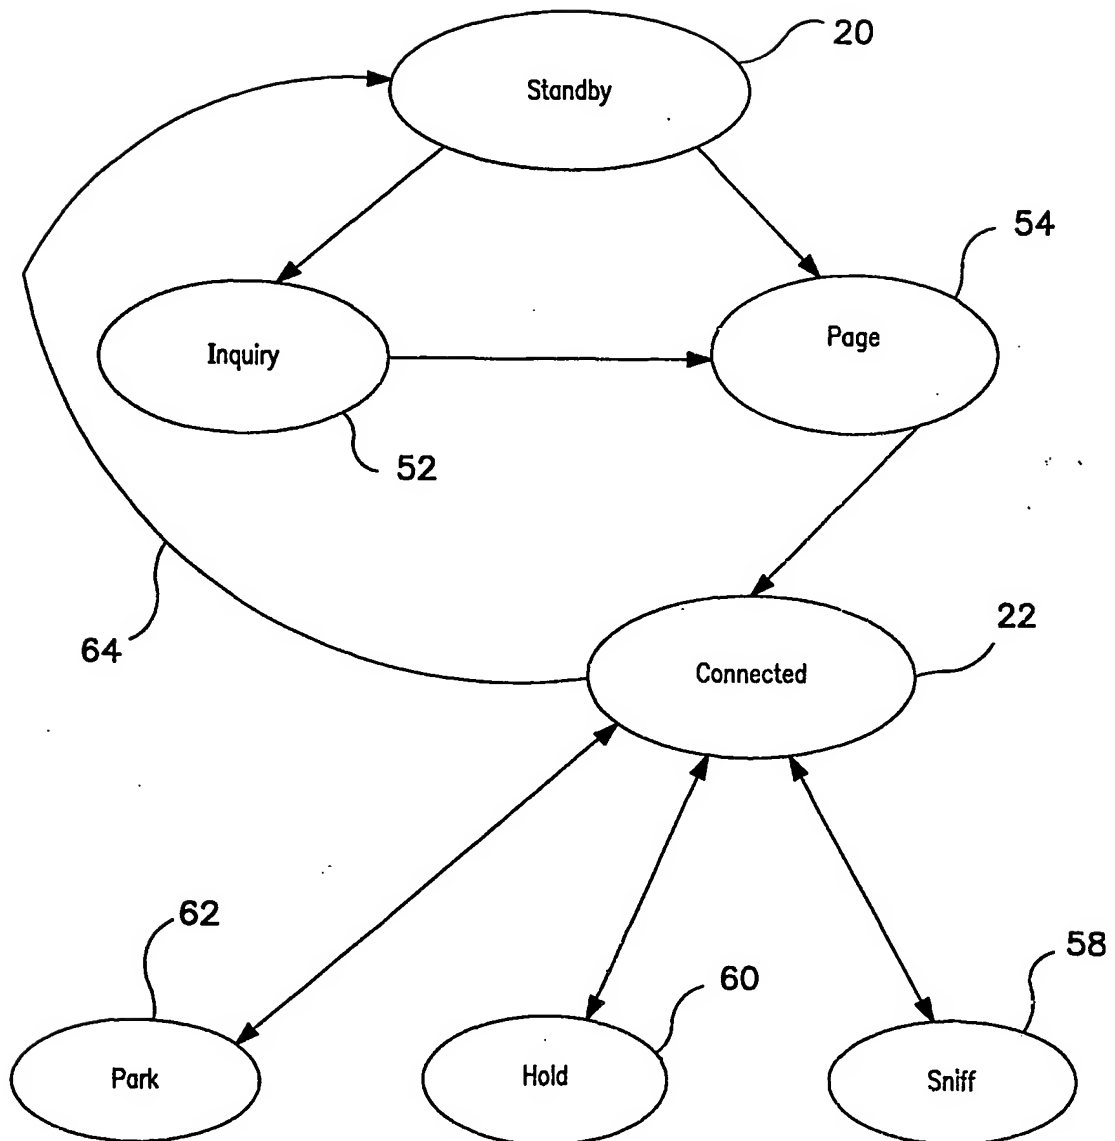 20
Standby
54
Page
Inquiry
52
22
64
Connected
62
58
60
Park
Hold
Sniff